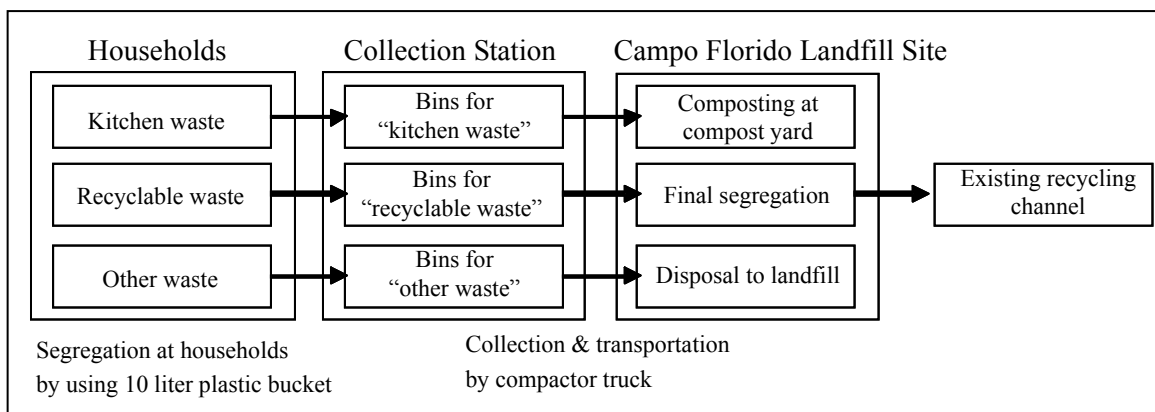 Households
Collection Station
Campo Florido Landfill Site
Kitchen waste
Bins for
“kitchen waste”
Composting at
compost yard
Recyclable waste
Bins for
“recyclable waste”
Final segregation
Existing recycling
channel
Other waste
Bins for
“other waste”
Disposal to landfill
Segregation at households
by using 10 liter plastic bucket
Collection & transportation
by compactor truck